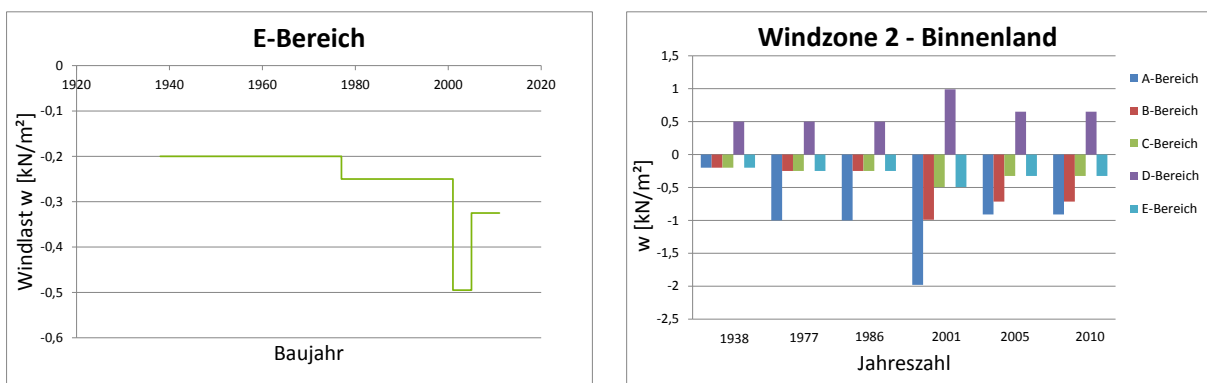 E-Bereich
0
1920 1940 1960 1980 2000 2020
-0,1
-0,2
-0,3
-0,4
-0,5
-0,6
Windlast w [kN/m²]
Baujahr
Windzone 2 - Binnenland
1,5
1
0,5
0
-0,5
-1
-1,5
-2
-2,5
w [kN/m²]
1938 1977 1986 2001 2005 2010
Jahreszahl
A-Bereich
B-Bereich
C-Bereich
D-Bereich
E-Bereich